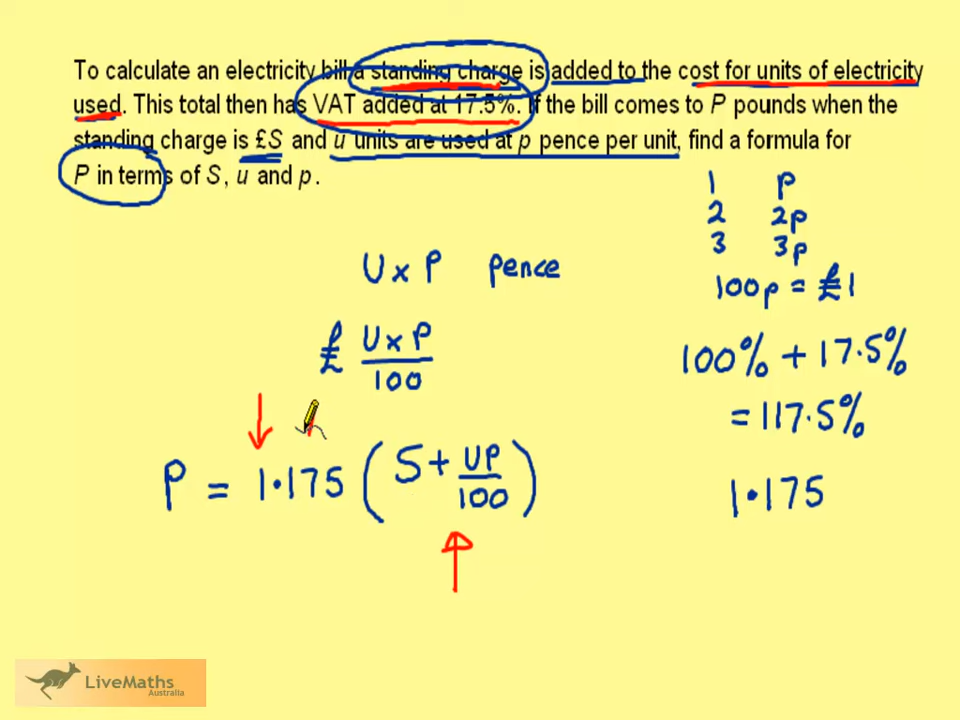 To calculate an electricity bill a standing charge is added to the cost for units of electricity
used. This total then has VAT added at 17.5%. If the bill comes to P pounds when the
standing charge is £S and u units are used at p pence per unit, find a formula for
P in terms of S, u and p.
1 p
2 2p
3 3p
100p = £1
U x P pence
£ U x P
100
100% + 17.5%
= 117.5%
1.175
P = 1.175 ( S + UP
100 )
LiveMaths
Australia